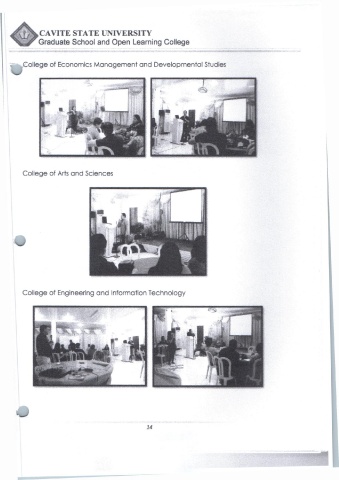 CAVITE STATE UNIVERSITY
Graduate School and Open Learning College
College of Economics Management and Developmental Studies
College of Arts and Sciences
College of Engineering and Information Technology